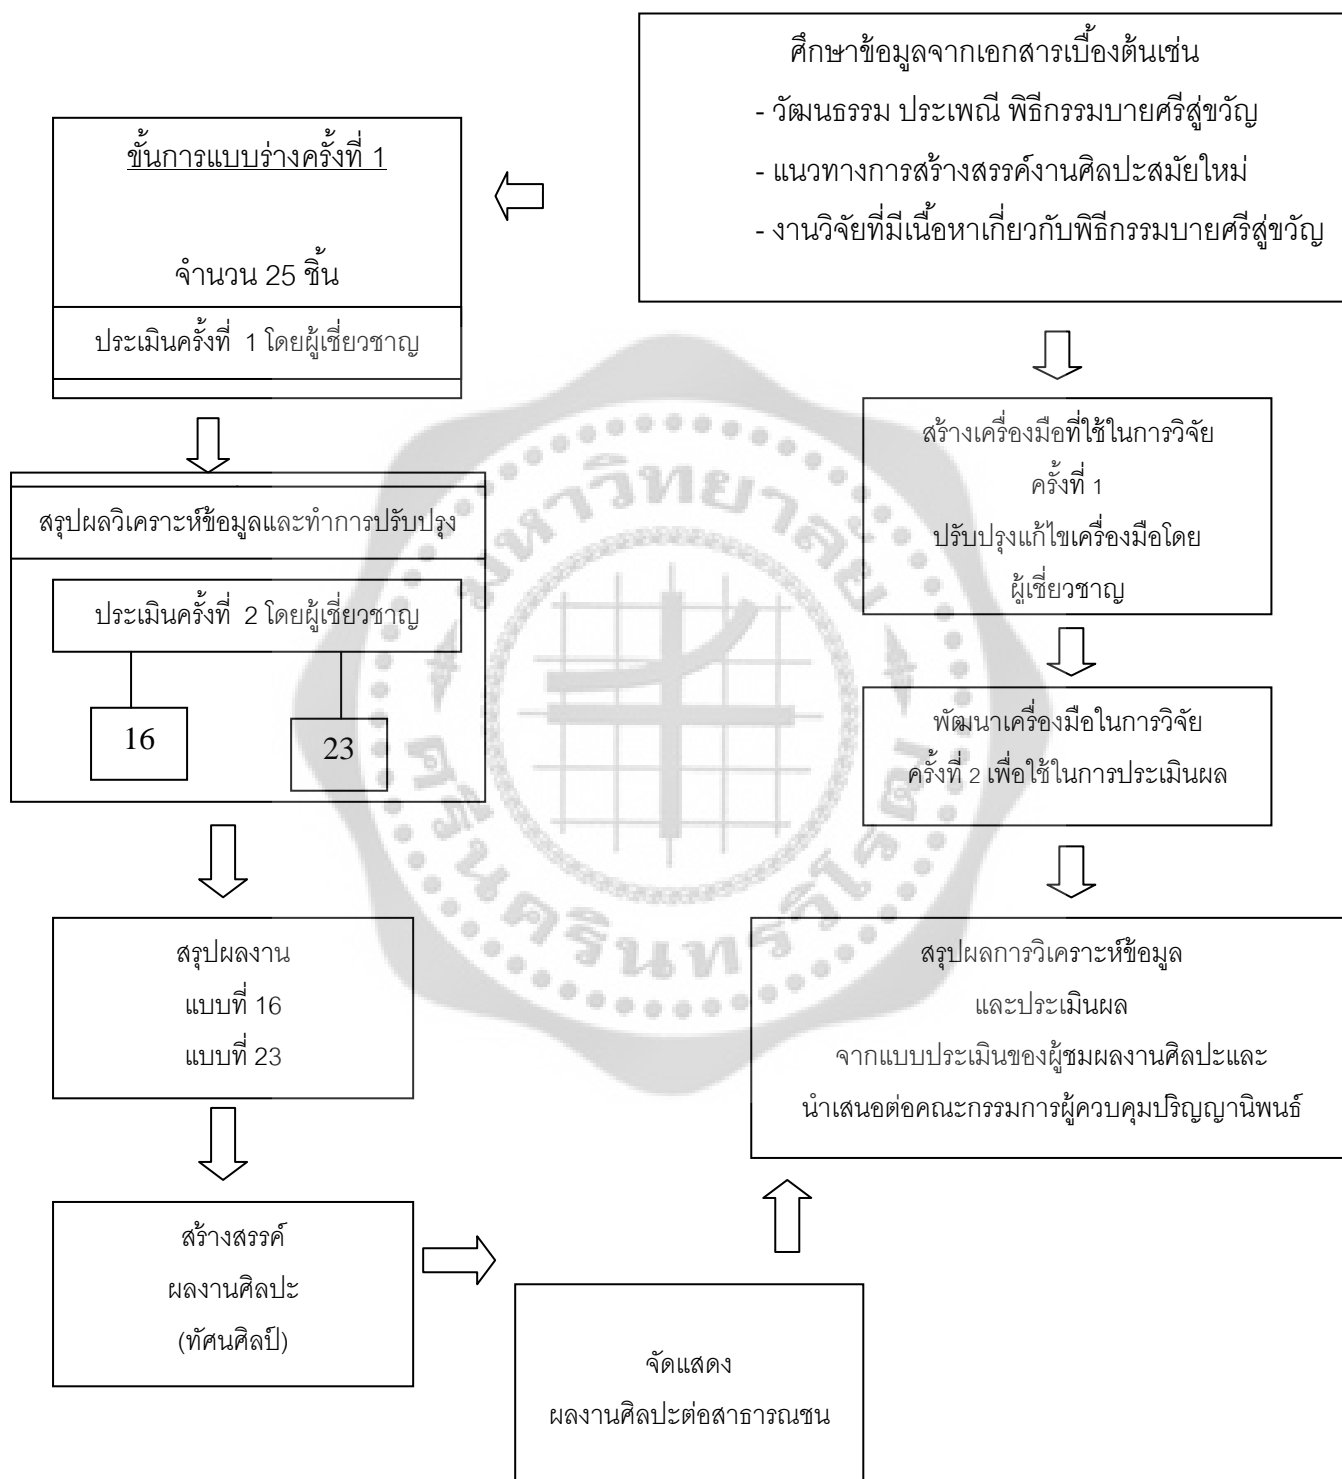 ศึกษาข้อมูลจากเอกสารเบื้องต้นเช่น
- วัฒนธรรม ประเพณี พิธีกรรมบายศรีสู่ขวัญ
- แนวทางการสร้างสรรค์งานศิลปะสมัยใหม่
- งานวิจัยที่มีเนื้อหาเกี่ยวกับพิธีกรรมบายศรีสู่ขวัญ
ขั้นการแบบร่างครั้งที่ 1
จำนวน 25 ชิ้น
ประเมินครั้งที่ 1 โดยผู้เชี่ยวชาญ
สรุปผลวิเคราะห์ข้อมูลและทำการปรับปรุง
ประเมินครั้งที่ 2 โดยผู้เชี่ยวชาญ
16
23
สรุปผลงาน
แบบที่ 16
แบบที่ 23
สร้างสรรค์
ผลงานศิลปะ
(ทัศนศิลป์)
จัดแสดง
ผลงานศิลปะต่อสาธารณชน
สร้างเครื่องมือที่ใช้ในการวิจัย
ครั้งที่ 1
ปรับปรุงแก้ไขเครื่องมือโดย
ผู้เชี่ยวชาญ
พัฒนาเครื่องมือในการวิจัย
ครั้งที่ 2 เพื่อใช้ในการประเมินผล
สรุปผลการวิเคราะห์ข้อมูล
และประเมินผล
จากแบบประเมินของผู้ชมผลงานศิลปะและ
นำเสนอต่อคณะกรรมการผู้ควบคุมปริญญานิพนธ์
มหาวิทยาลัย
ศรีนครินทรวิโรฒ